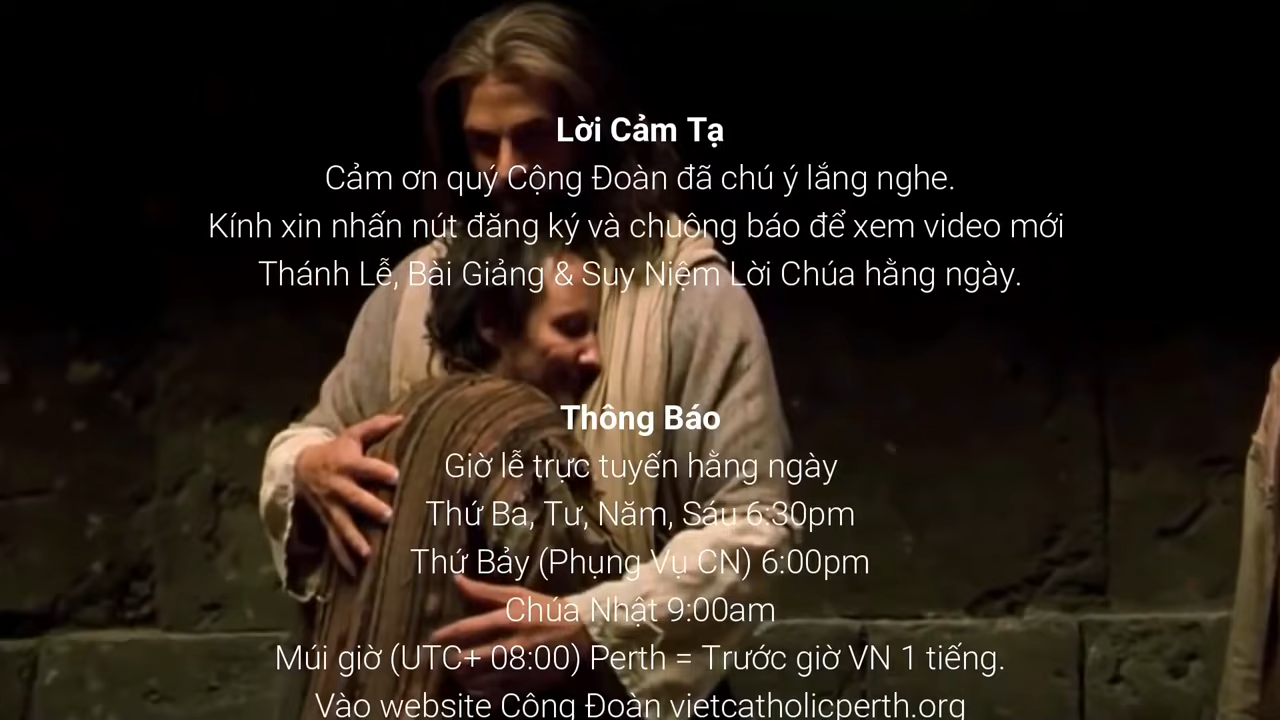 Lời Cảm Tạ
Cảm ơn quý Cộng Đoàn đã chú ý lắng nghe.
Kính xin nhấn nút đăng ký và chuông báo để xem video mới
Thánh Lễ, Bài Giảng & Suy Niệm Lời Chúa hằng ngày.
Thông Báo
Giờ lễ trực tuyến hằng ngày
Thứ Ba, Tư, Năm, Sáu 6:30pm
Thứ Bảy (Phụng Vụ CN) 6:00pm
Chúa Nhật 9:00am
Múi giờ (UTC+ 08:00) Perth = Trước giờ VN 1 tiếng.
Vào website Cộng Đoàn vietcatholicperth.org